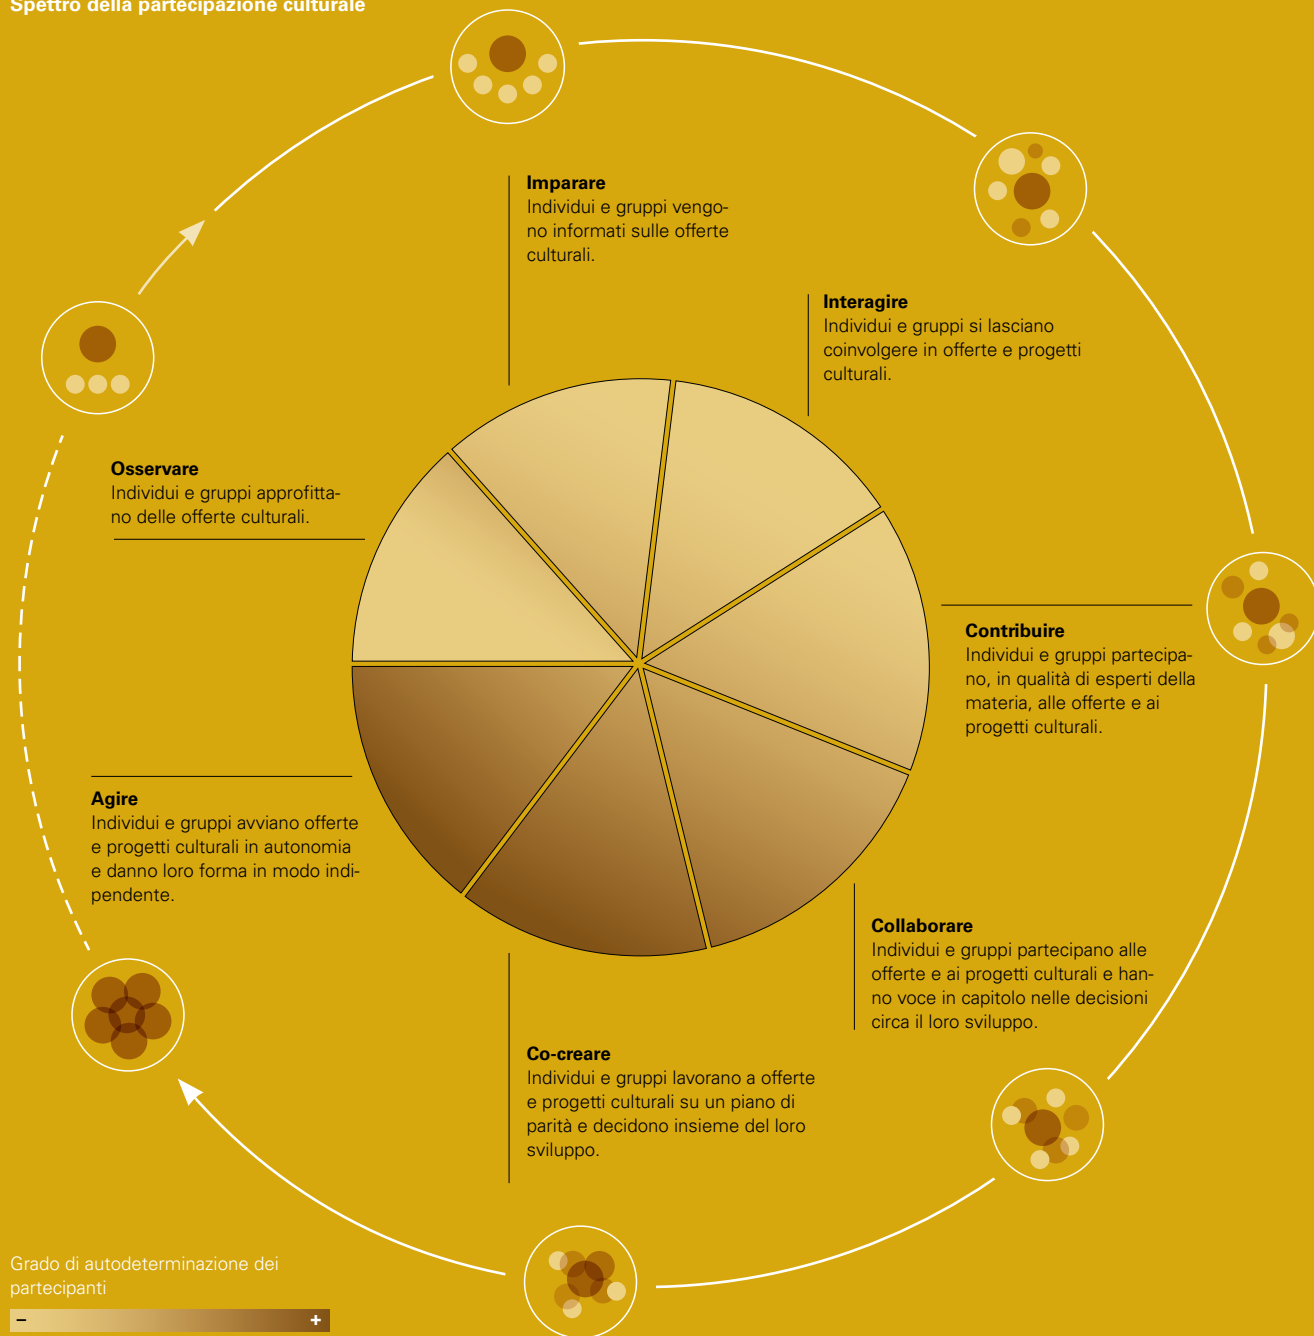 Spettro della partecipazione culturale
Imparare
Individui e gruppi vengo-
no informati sulle offerte
culturali.
Interagire
Individui e gruppi si lasciano
coinvolgere in offerte e progetti
culturali.
Osservare
Individui e gruppi approfitta-
no delle offerte culturali.
Contribuire
Individui e gruppi partecipa-
no, in qualità di esperti della
materia, alle offerte e ai
progetti culturali.
Agire
Individui e gruppi avviano offerte
e progetti culturali in autonomia
e danno loro forma in modo indi-
pendente.
Collaborare
Individui e gruppi partecipano alle
offerte e ai progetti culturali e han-
no voce in capitolo nelle decisioni
circa il loro sviluppo.
Co-creare
Individui e gruppi lavorano a offerte
e progetti culturali su un piano di
parità e decidono insieme del loro
sviluppo.
Grado di autodeterminazione dei
partecipanti
– +